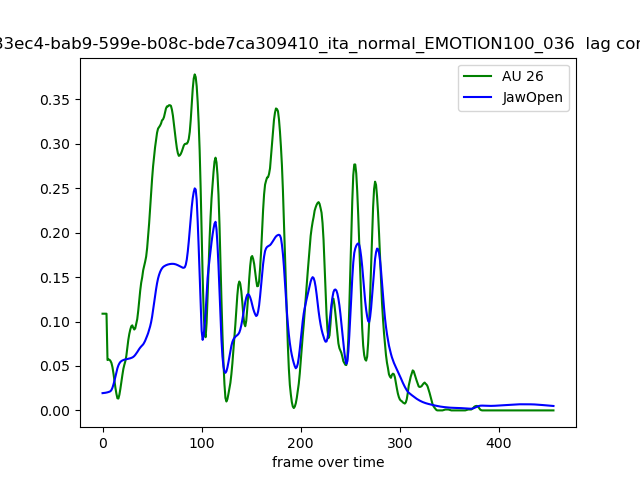 33ec4-bab9-599e-b08c-bde7ca309410_ita_normal_EMOTION100_036 lag cor
AU 26
JawOpen
0.35
0.30
0.25
0.20
0.15
0.10
0.05
0.00
0 100 200 300 400
frame over time